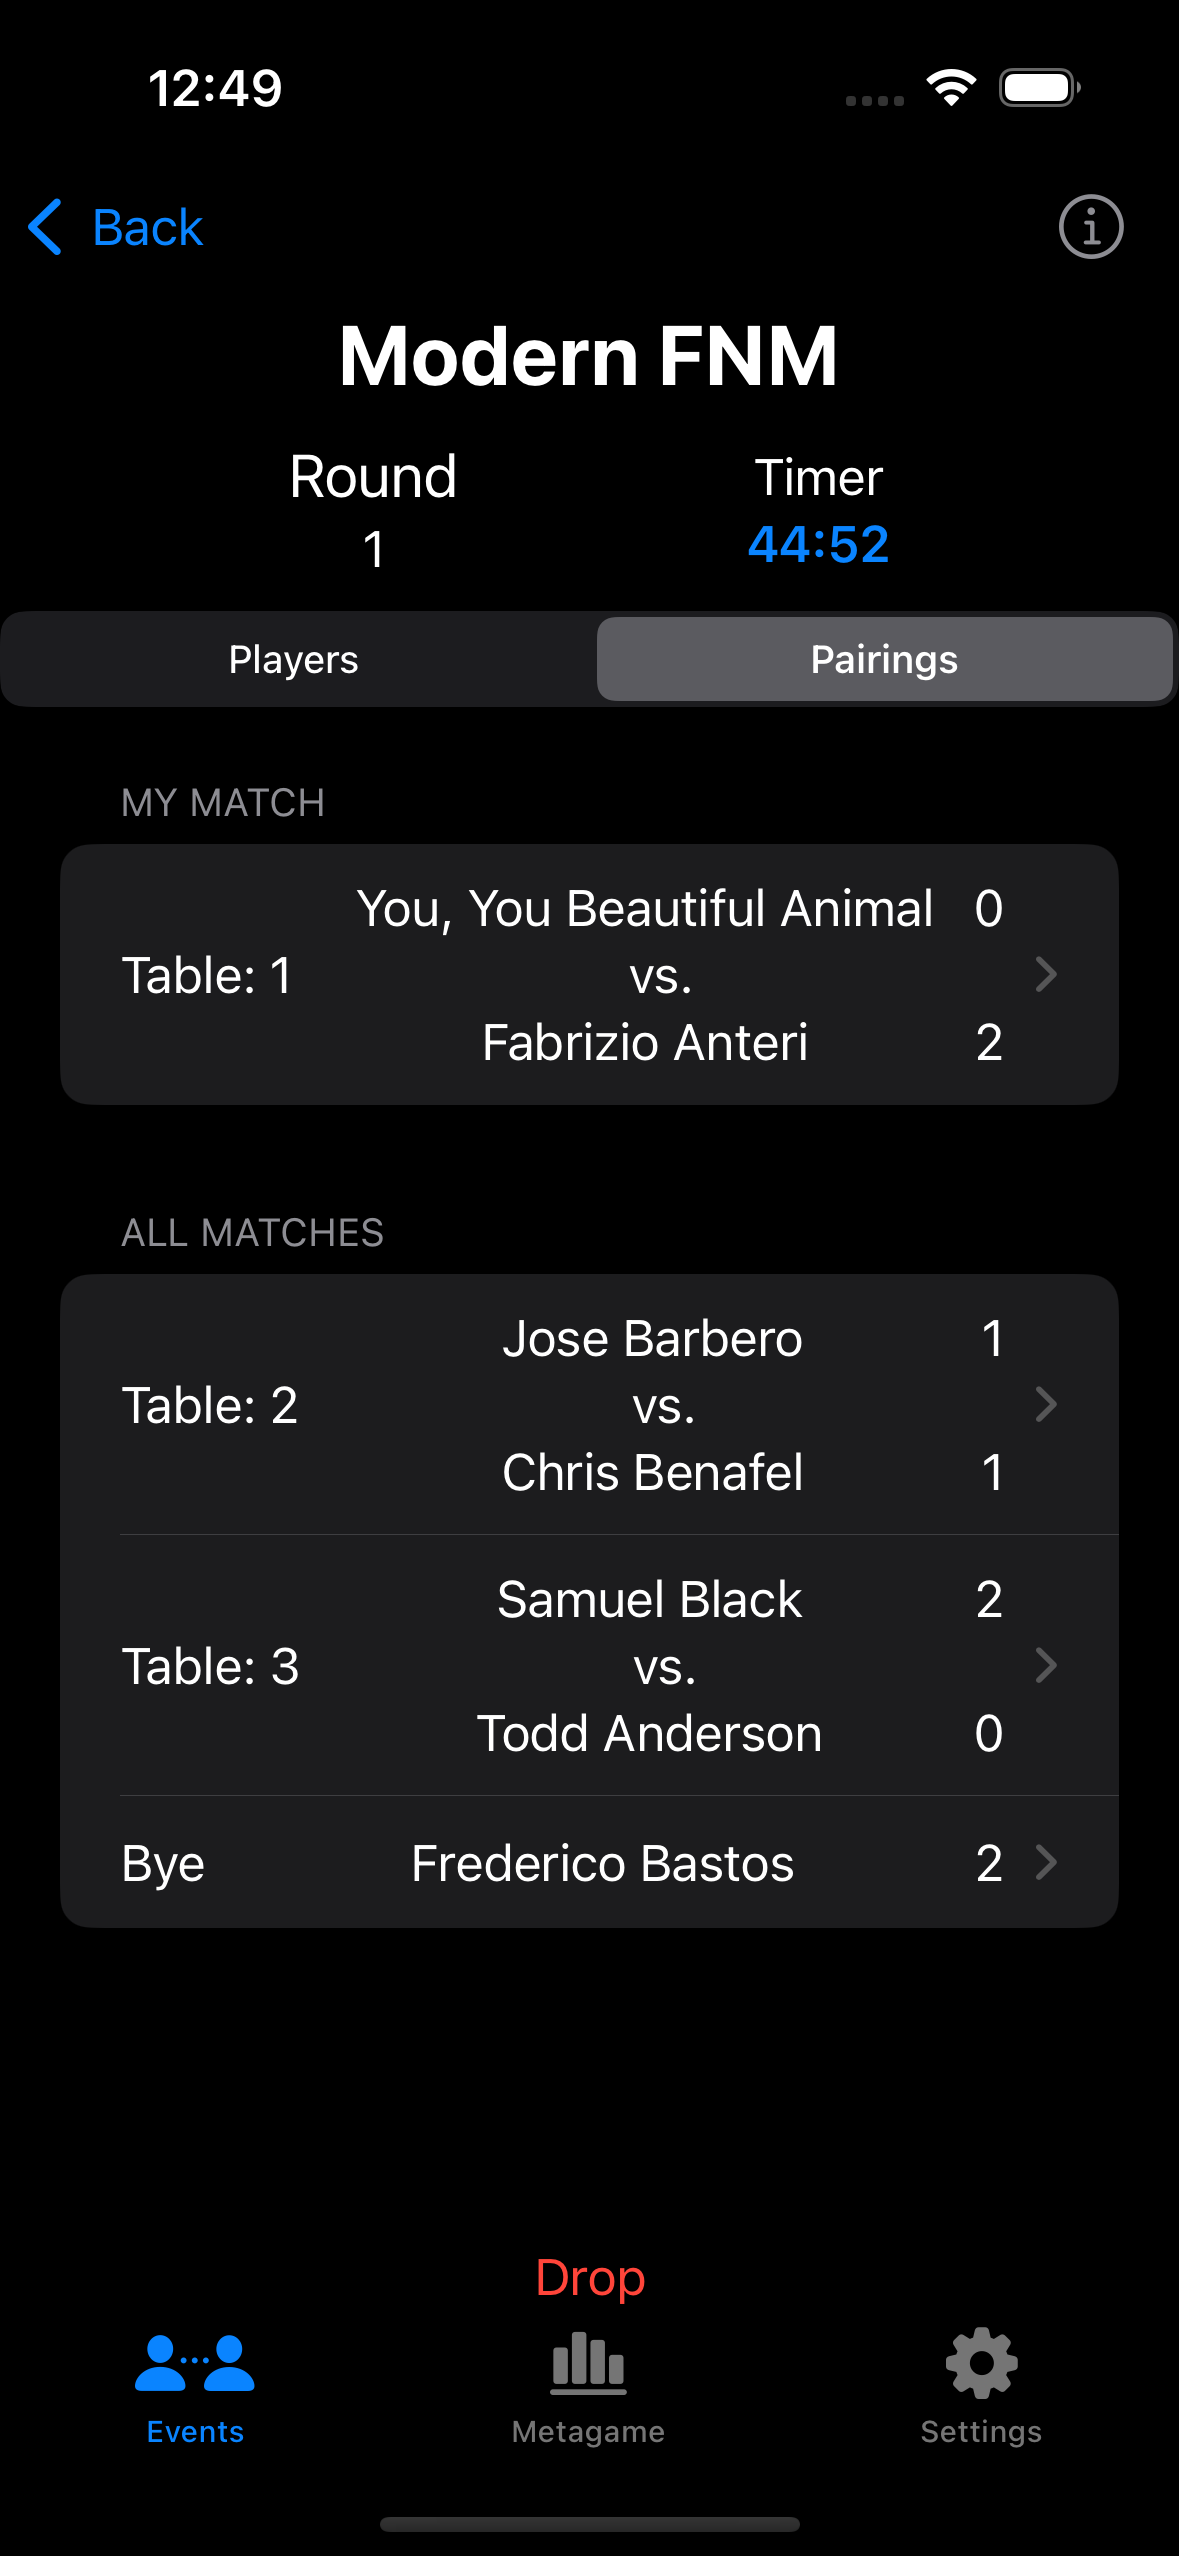 12:49
Back
Modern FNM
Round
Timer
1
44:52
Players
Pairings
MY MATCH
You, You Beautiful Animal 0
Table: 1 vs.
Fabrizio Anteri 2
ALL MATCHES
Jose Barbero 1
Table: 2 vs.
Chris Benafel 1
Samuel Black 2
Table: 3 vs.
Todd Anderson 0
Bye Frederico Bastos 2
Drop
Events
Metagame
Settings